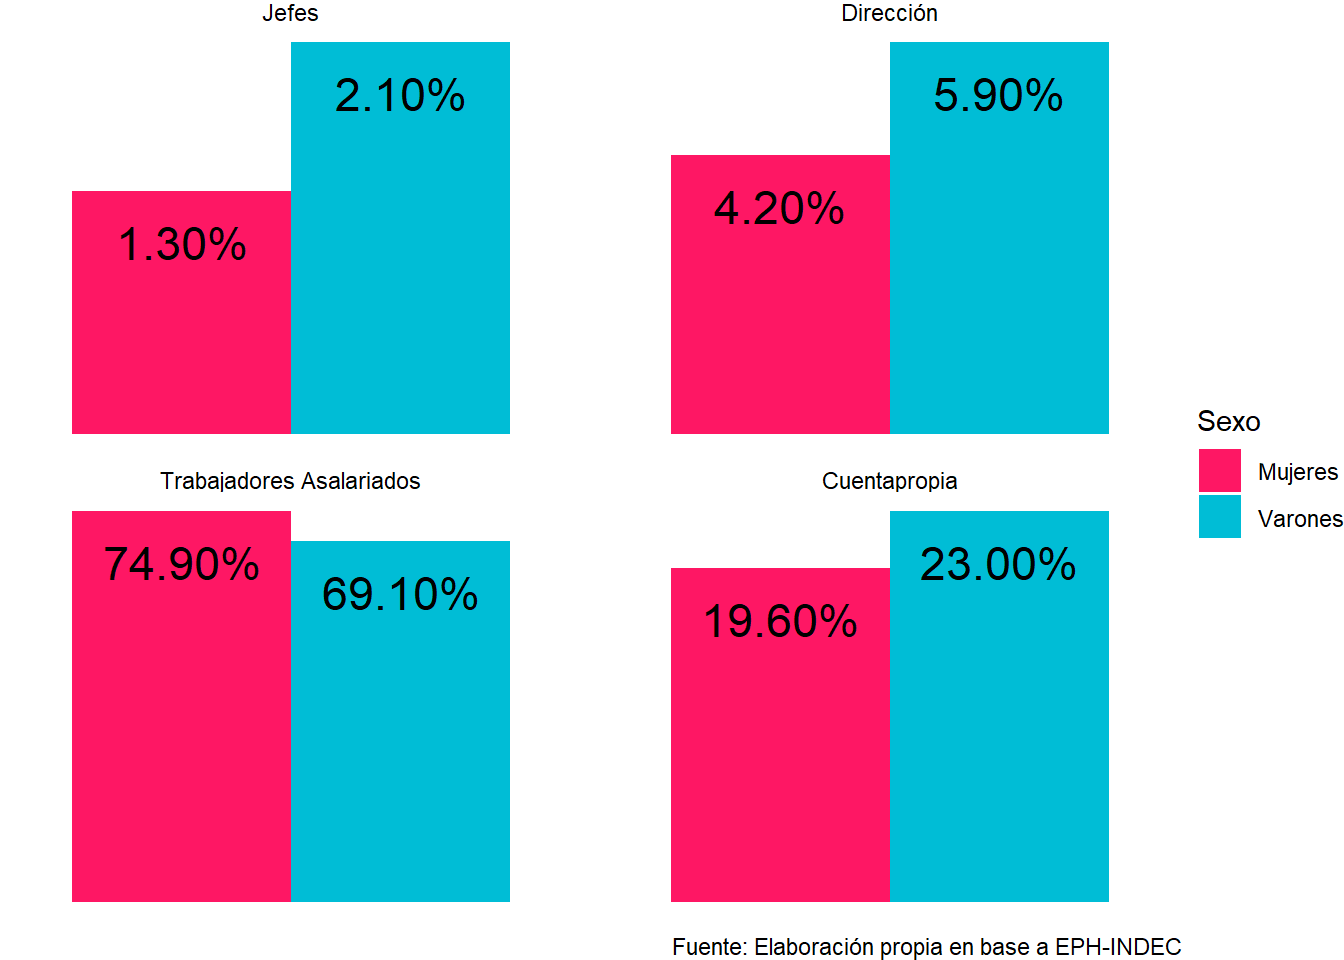 Jefes
2.10%
1.30%
Dirección
5.90%
4.20%
Trabajadores Asalariados
74.90%
69.10%
Cuentapropia
23.00%
19.60%
Sexo
Mujeres
Varones
Fuente: Elaboración propia en base a EPH-INDEC